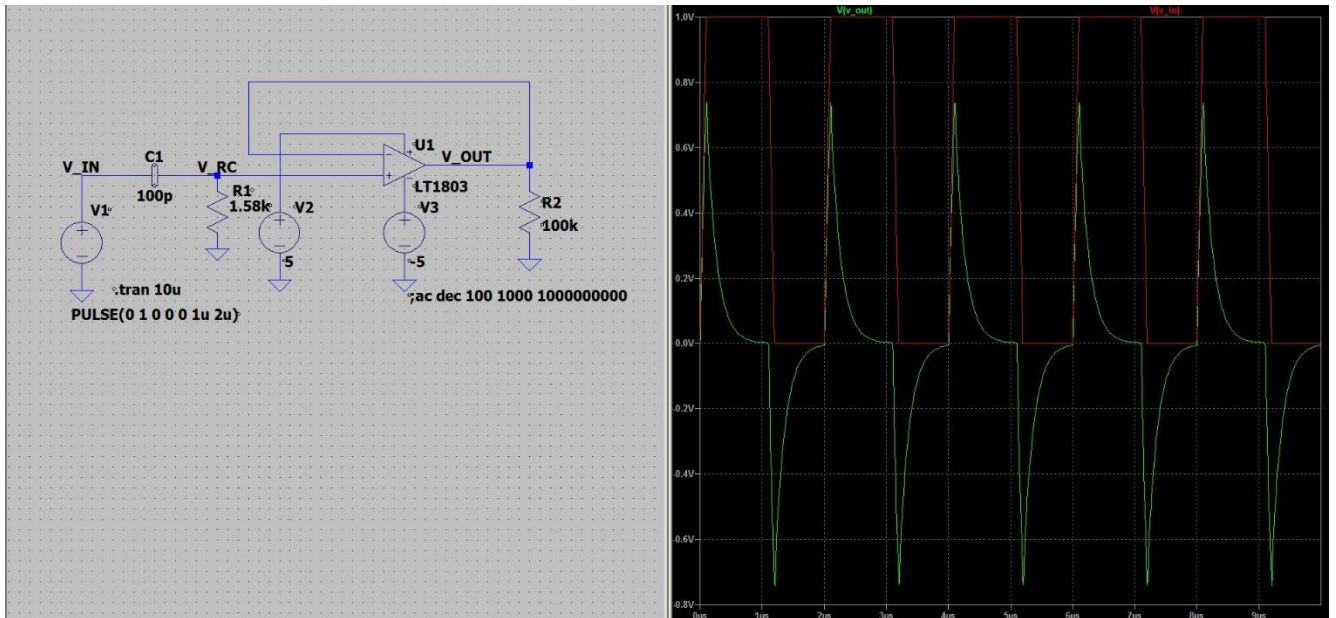 V_IN
C1
100p
V_RC
R1
1.58k
V1
V2
5
U1
LT1803
V3
-5
V_OUT
R2
100k
.tran 10u
PULSE(0 1 0 0 0 1u 2u)
;ac dec 100 1000 1000000000
V(v_out) V(v_in)
1.0V
0.8V
0.6V
0.4V
0.2V
0.0V
-0.2V
-0.4V
-0.6V
-0.8V
0us 1us 2us 3us 4us 5us 6us 7us 8us 9us